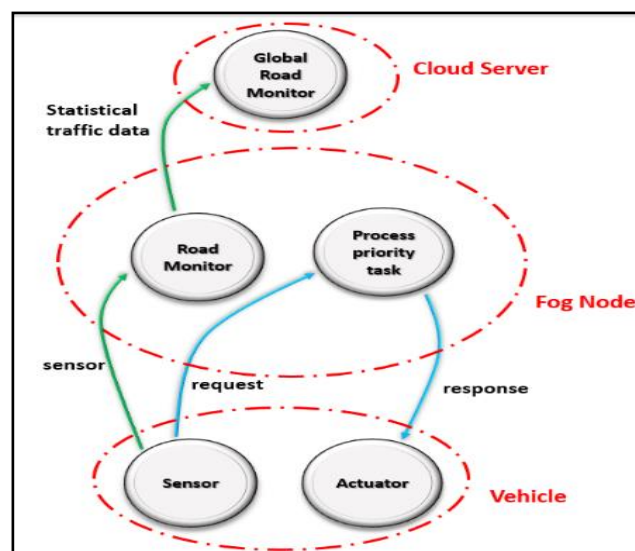 Global
Road
Monitor
Cloud Server
Statistical
traffic data
Road
Monitor
Process
priority
task
Fog Node
sensor
request
response
Sensor
Actuator
Vehicle